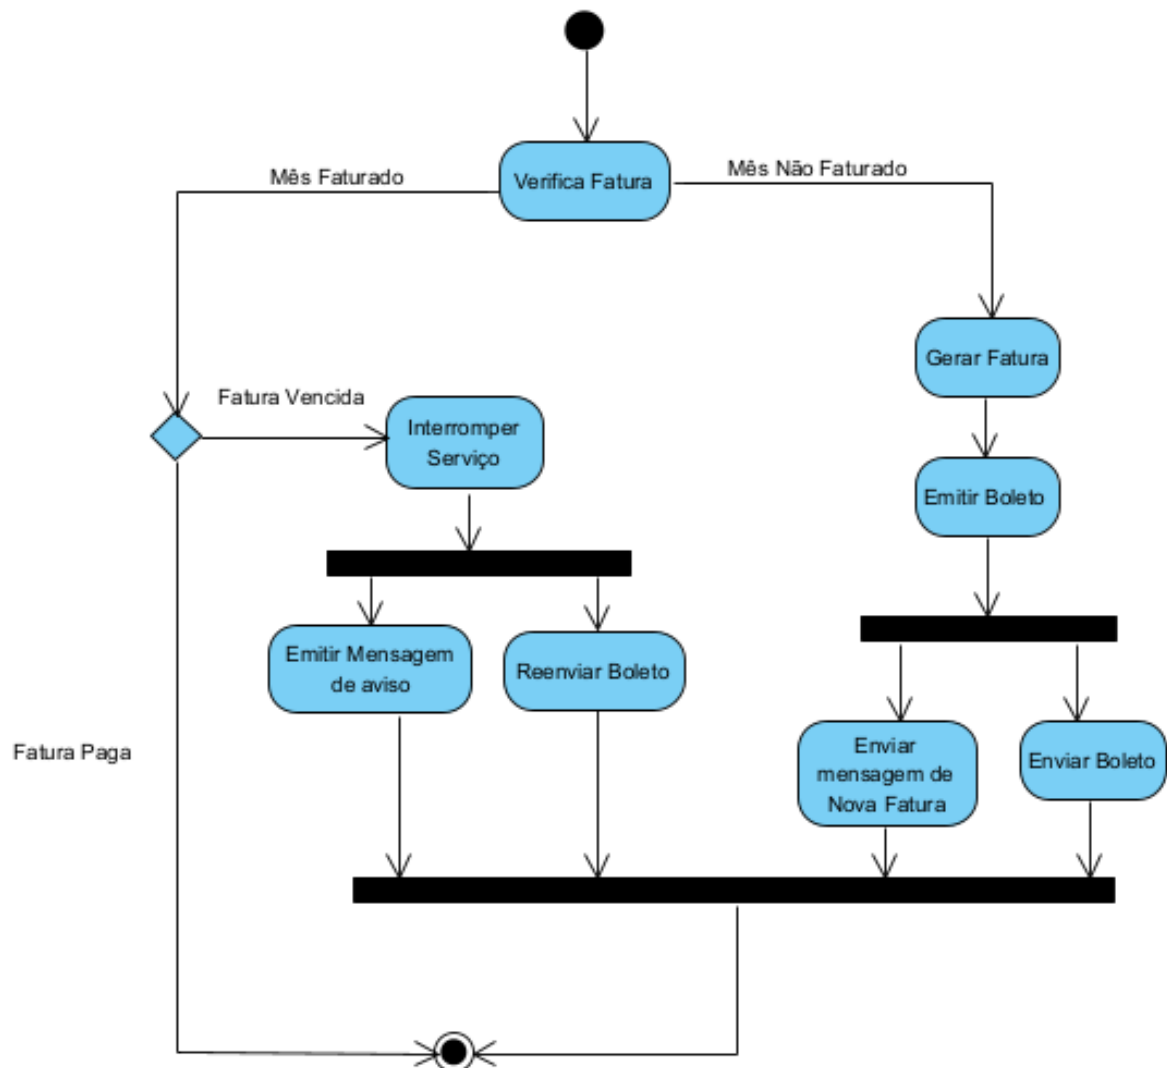 Mês Faturado
Verifica Fatura
Mês Não Faturado
Gerar Fatura
Fatura Vencida
Interromper
Serviço
Emitir Boleto
Emitir Mensagem
de aviso
Reenviar Boleto
Fatura Paga
Enviar
mensagem de
Nova Fatura
Enviar Boleto